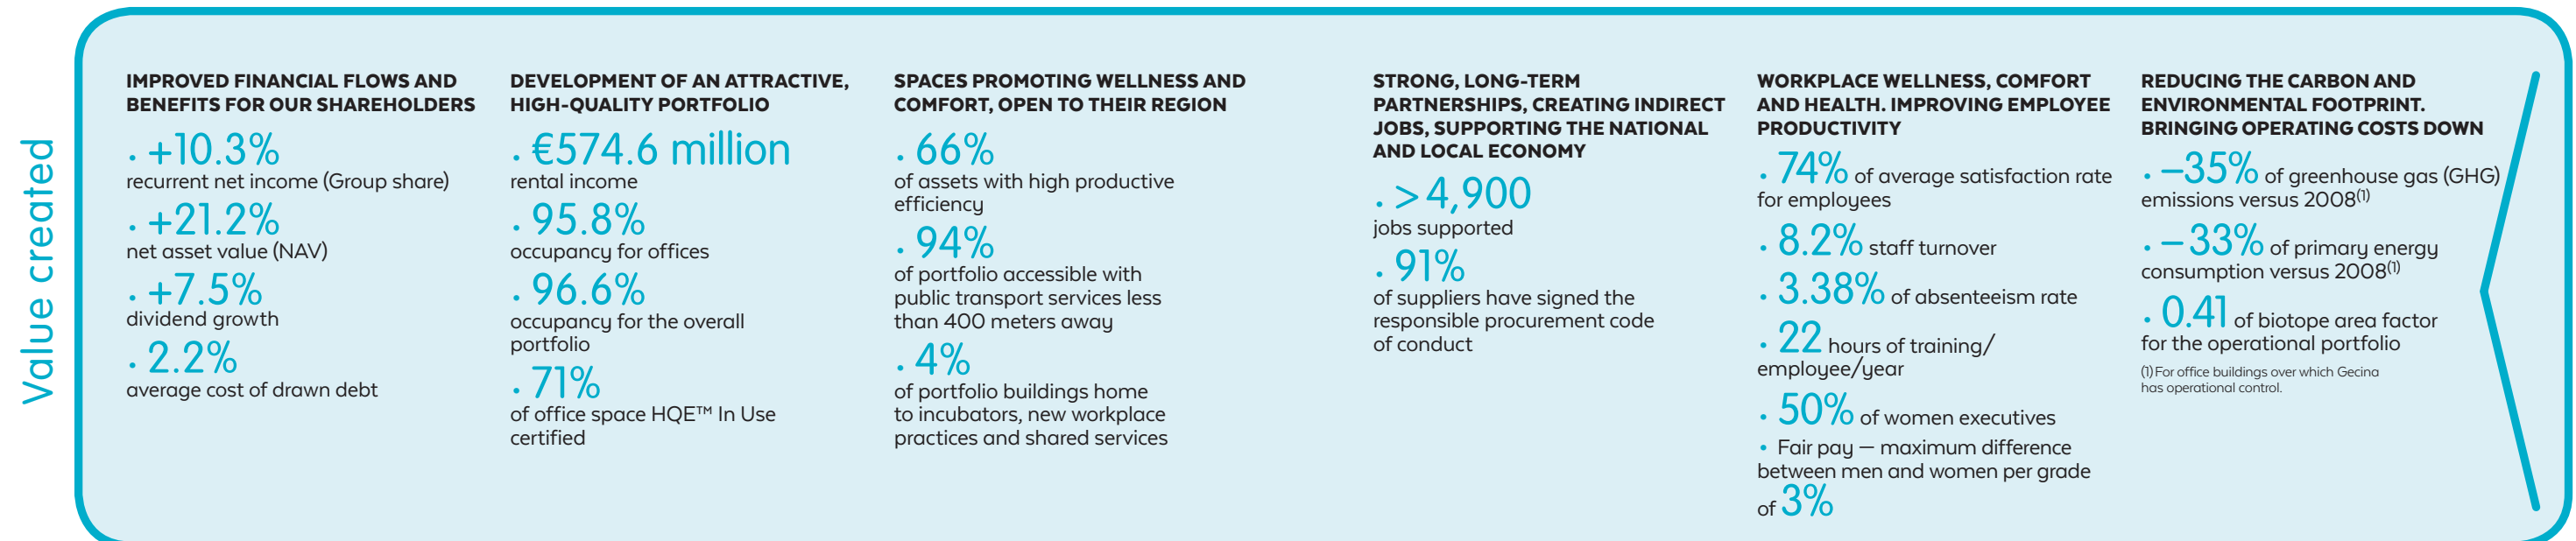 Value created
IMPROVED FINANCIAL FLOWS AND
BENEFITS FOR OUR SHAREHOLDERS
• +10.3%
recurrent net income (Group share)
• +21.2%
net asset value (NAV)
• +7.5%
dividend growth
• 2.2%
average cost of drawn debt
DEVELOPMENT OF AN ATTRACTIVE,
HIGH-QUALITY PORTFOLIO
• €574.6 million
rental income
• 95.8%
occupancy for offices
• 96.6%
occupancy for the overall
portfolio
• 71%
of office space HQE™ In Use
certified
SPACES PROMOTING WELLNESS AND
COMFORT, OPEN TO THEIR REGION
• 66%
of assets with high productive
efficiency
• 94%
of portfolio accessible with
public transport services less
than 400 meters away
• 4%
of portfolio buildings home
to incubators, new workplace
practices and shared services
STRONG, LONG-TERM
PARTNERSHIPS, CREATING INDIRECT
JOBS, SUPPORTING THE NATIONAL
AND LOCAL ECONOMY
• > 4,900
jobs supported
• 91%
of suppliers have signed the
responsible procurement code
of conduct
WORKPLACE WELLNESS, COMFORT
AND HEALTH. IMPROVING EMPLOYEE
PRODUCTIVITY
• 74% of average satisfaction rate
for employees
• 8.2% staff turnover
• 3.38% of absenteeism rate
• 22 hours of training/
employee/year
• 50% of women executives
• Fair pay — maximum difference
between men and women per grade
of 3%
REDUCING THE CARBON AND
ENVIRONMENTAL FOOTPRINT.
BRINGING OPERATING COSTS DOWN
• –35% of greenhouse gas (GHG)
emissions versus 2008(1)
• –33% of primary energy
consumption versus 2008(1)
• 0.41 of biotope area factor
for the operational portfolio
(1) For office buildings over which Gecina
has operational control.